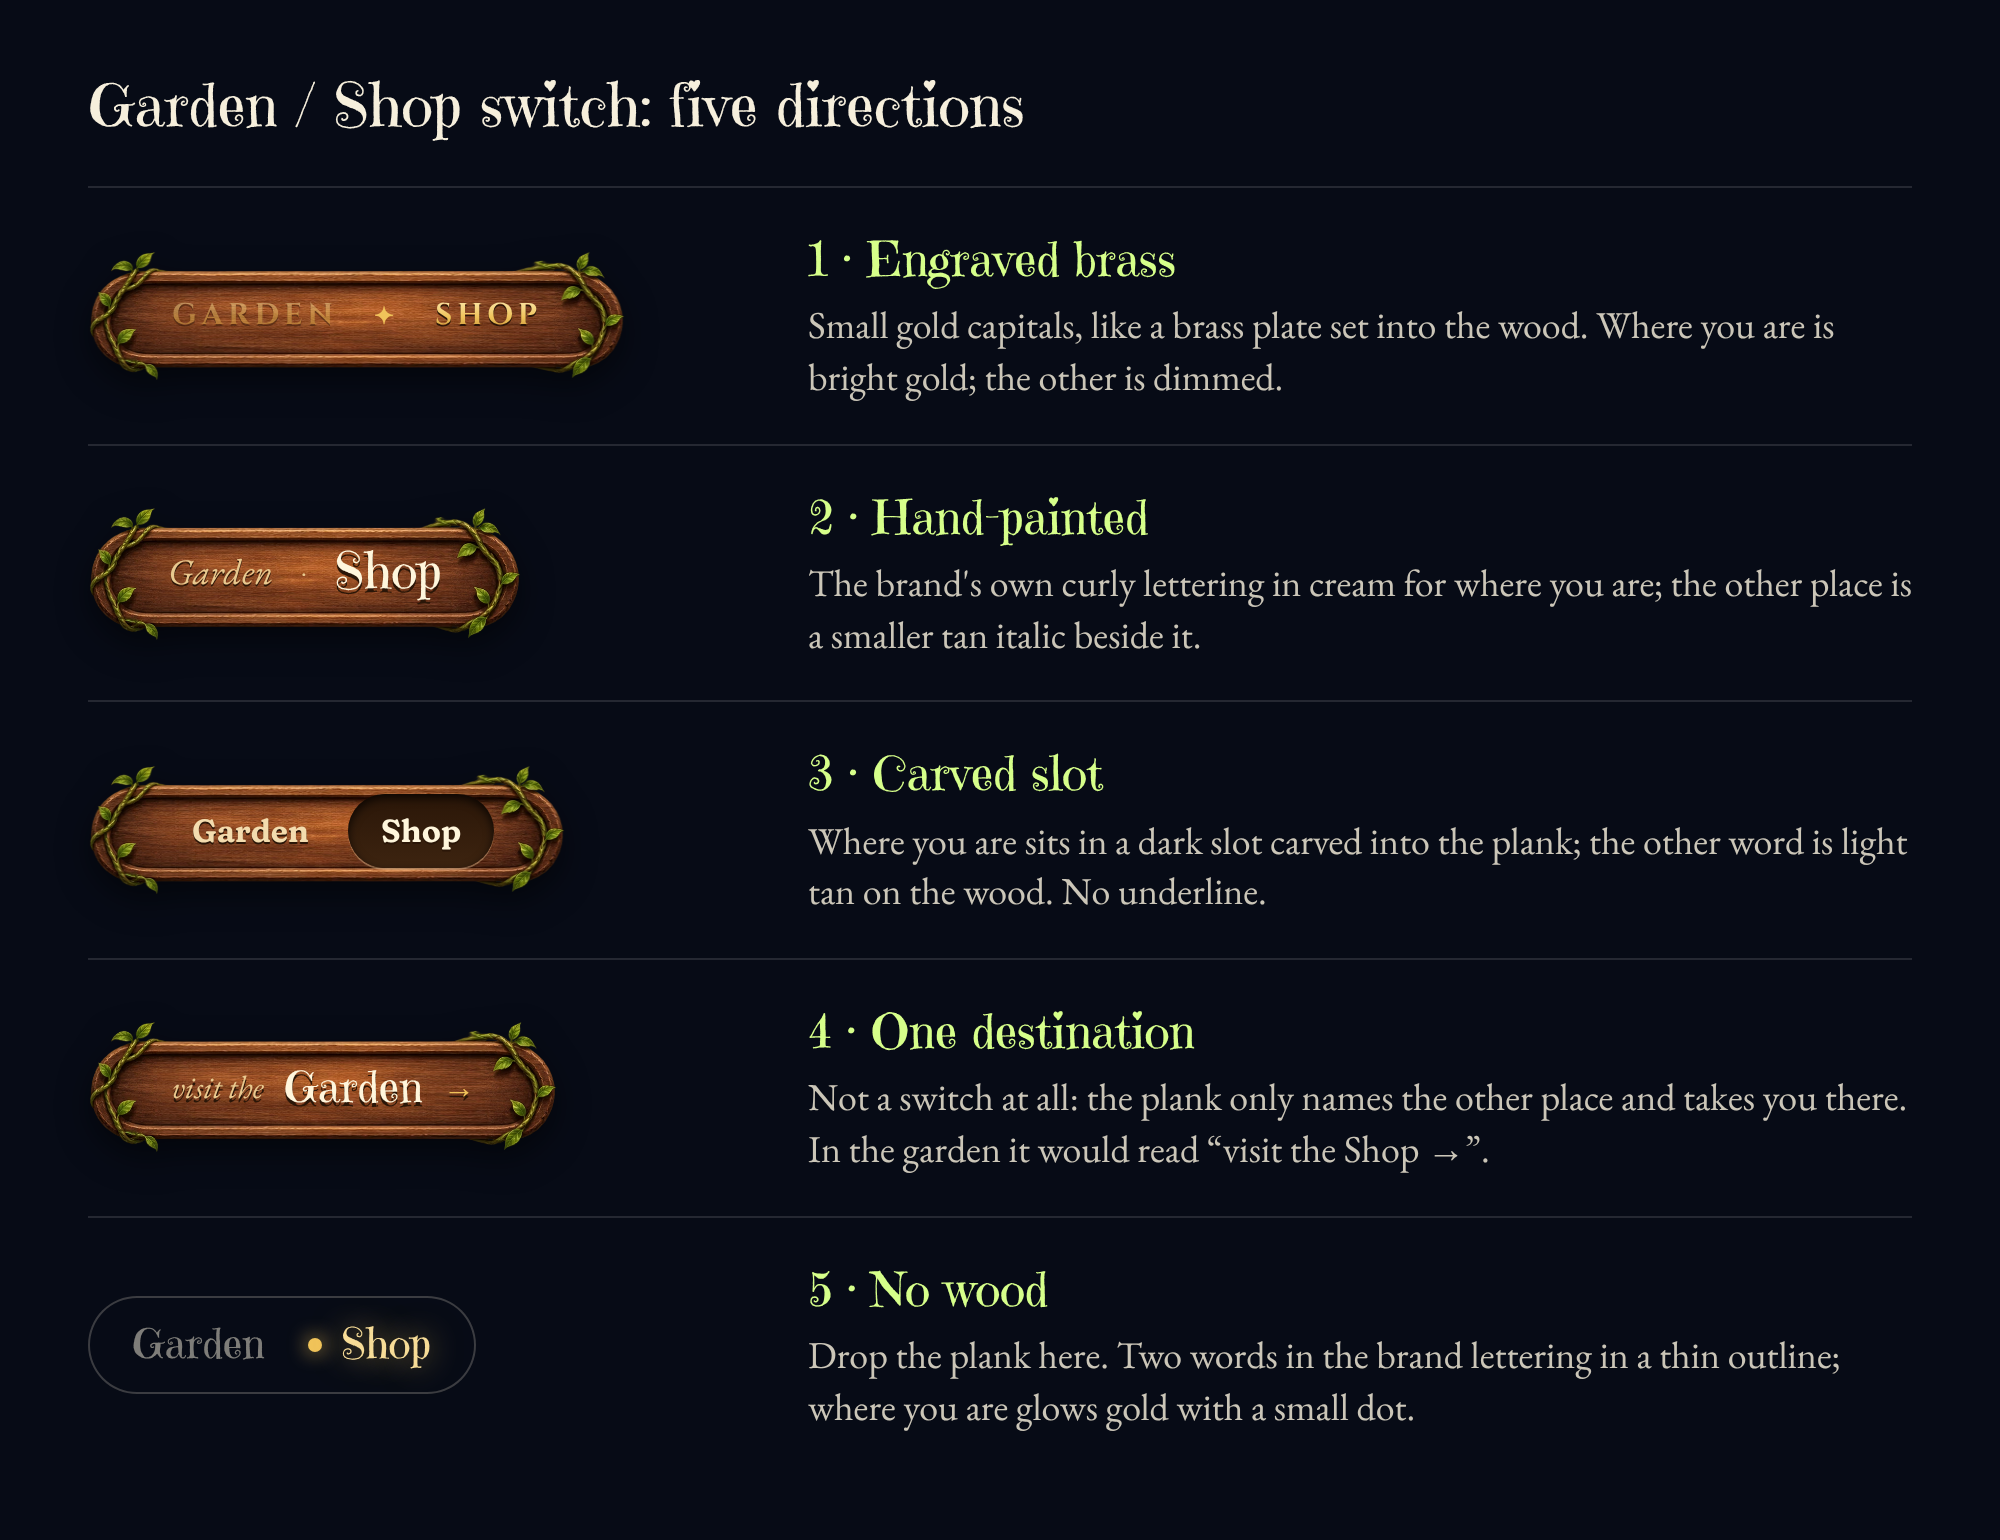 Garden / Shop switch: five directions
GARDEN ✦ SHOP
1 · Engraved brass
Small gold capitals, like a brass plate set into the wood. Where you are is
bright gold; the other is dimmed.
Garden · Shop
2 · Hand-painted
The brand's own curly lettering in cream for where you are; the other place is
a smaller tan italic beside it.
Garden Shop
3 · Carved slot
Where you are sits in a dark slot carved into the plank; the other word is light
tan on the wood. No underline.
visit the Garden →
4 · One destination
Not a switch at all: the plank only names the other place and takes you there.
In the garden it would read “visit the Shop →”.
Garden • Shop
5 · No wood
Drop the plank here. Two words in the brand lettering in a thin outline;
where you are glows gold with a small dot.